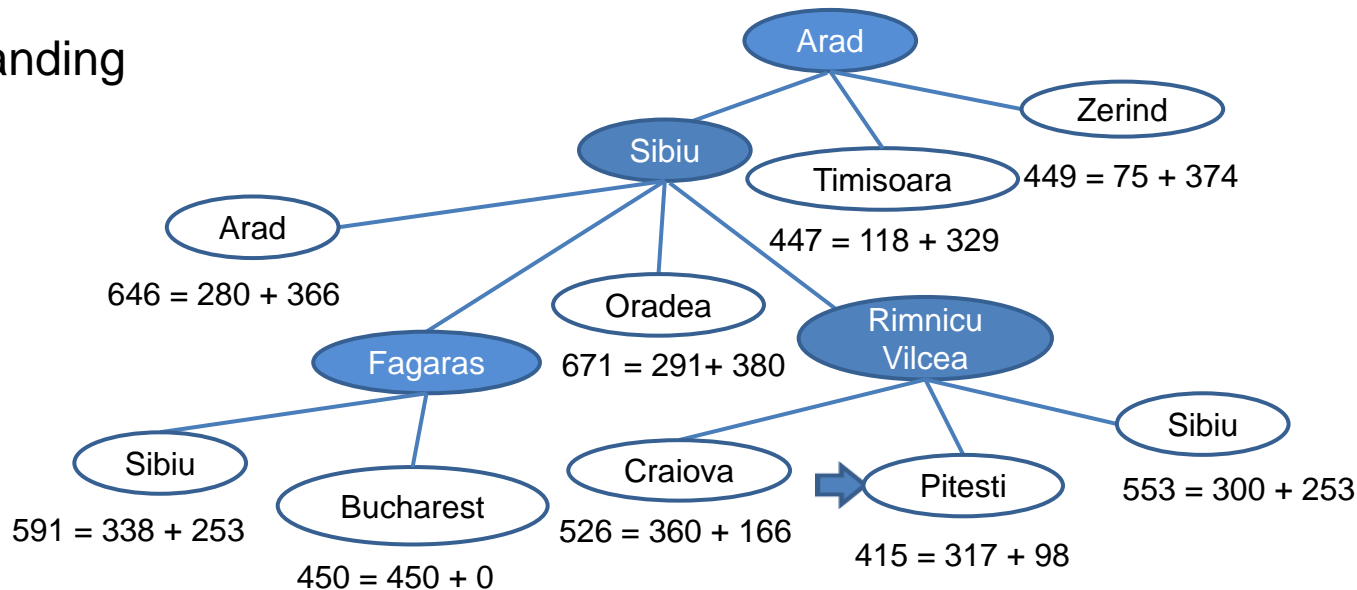 anding
Arad
Zerind
449 = 75 + 374
Sibiu
Timisoara
447 = 118 + 329
Arad
646 = 280 + 366
Oradea
671 = 291+ 380
Rimnicu
Vilcea
Fagaras
Sibiu
591 = 338 + 253
Bucharest
450 = 450 + 0
Craiova
526 = 360 + 166
Pitesti
415 = 317 + 98
Sibiu
553 = 300 + 253